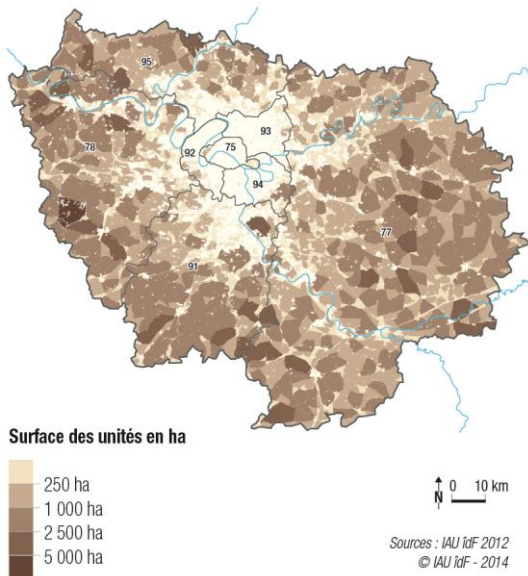 95
93
92
75
78
94
77
91
Surface des unités en ha
250 ha
1 000 ha
2 500 ha
5 000 ha
N
0 10 km
Sources : IAU îdF 2012
© IAU îdF - 2014